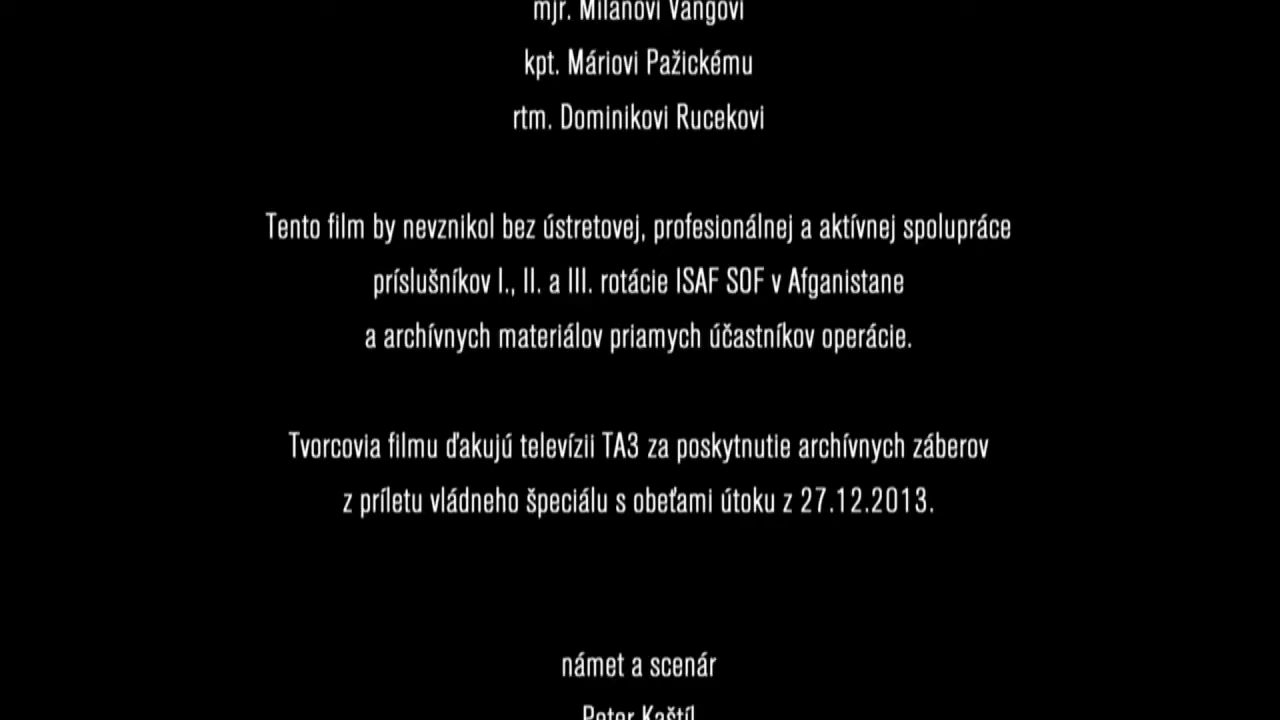 mjr. Milanovi Vangovi
kpt. Máriovi Pažickému
rtm. Dominikovi Rucekovi
Tento film by nevznikol bez ústretovej, profesionálnej a aktívnej spolupráce
príslušníkov I., II. a III. rotácie ISAF SOF v Afganistane
a archívnych materiálov priamych účastníkov operácie.
Tvorcovia filmu ďakujú televízii TA3 za poskytnutie archívnych záberov
z príletu vládneho špeciálu s obeťami útoku z 27.12.2013.
námet a scenár
Peter Kaštíl